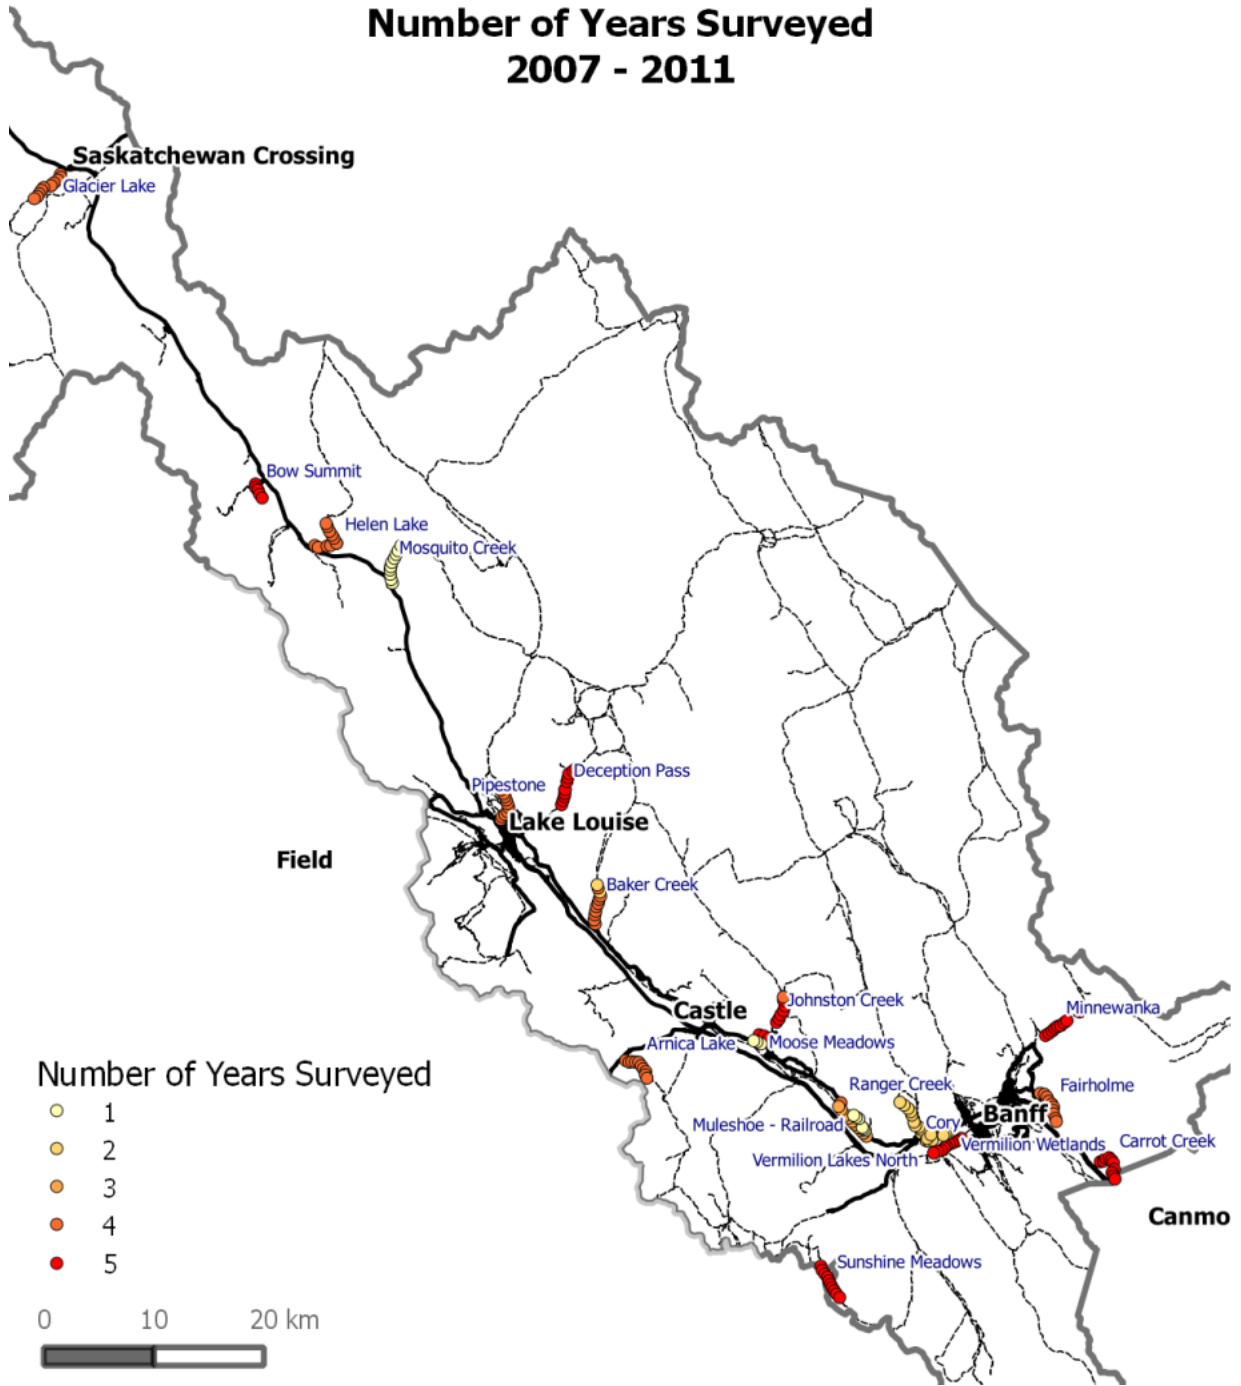 Number of Years Surveyed
2007 - 2011
Saskatchewan Crossing
Glacier Lake
Bow Summit
Helen Lake
Mosquito Creek
Deception Pass
Pipestone
Lake Louise
Field
Baker Creek
Johnston Creek
Castle
Minnewanka
Arnica Lake
Moose Meadows
Ranger Creek
Fairholme
Banff
Muleshoe - Railroad
Cory
Vermilion Wetlands
Carrot Creek
Vermilion Lakes North
Canmo
Sunshine Meadows
Number of Years Surveyed
1
2
3
4
5
0 10 20 km